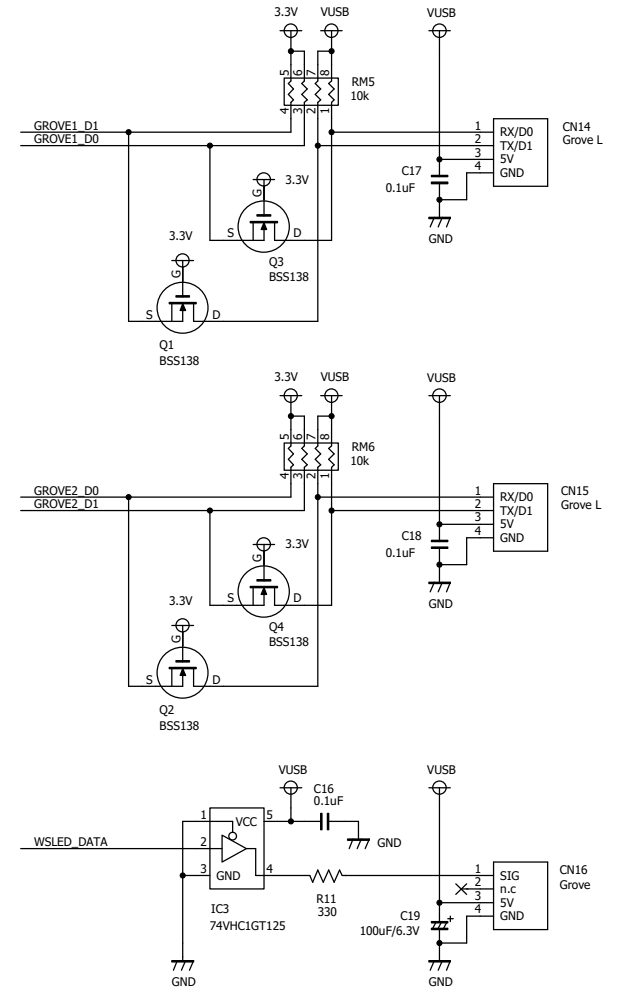 3.3V VUSB VUSB
5 6 7 8
RM5
10k
4 3 2 1
GROVE1_D1
GROVE1_D0
1 RX/D0
2 TX/D1
3 5V
4 GND
CN14
Grove L
C17
0.1uF
GND
3.3V
G
S D
Q3
BSS138
3.3V
G
S D
Q1
BSS138
3.3V VUSB VUSB
5 6 7 8
RM6
10k
4 3 2 1
GROVE2_D0
GROVE2_D1
1 RX/D0
2 TX/D1
3 5V
4 GND
CN15
Grove L
C18
0.1uF
GND
3.3V
G
S D
Q4
BSS138
3.3V
G
S D
Q2
BSS138
VUSB VUSB
C16
0.1uF
GND
WSLED_DATA
1 VCC 5
2
3 GND 4
IC3
74VHC1GT125
R11
330
1 SIG
2 n.c
3 5V
4 GND
CN16
Grove
C19
100uF/6.3V
+
GND GND